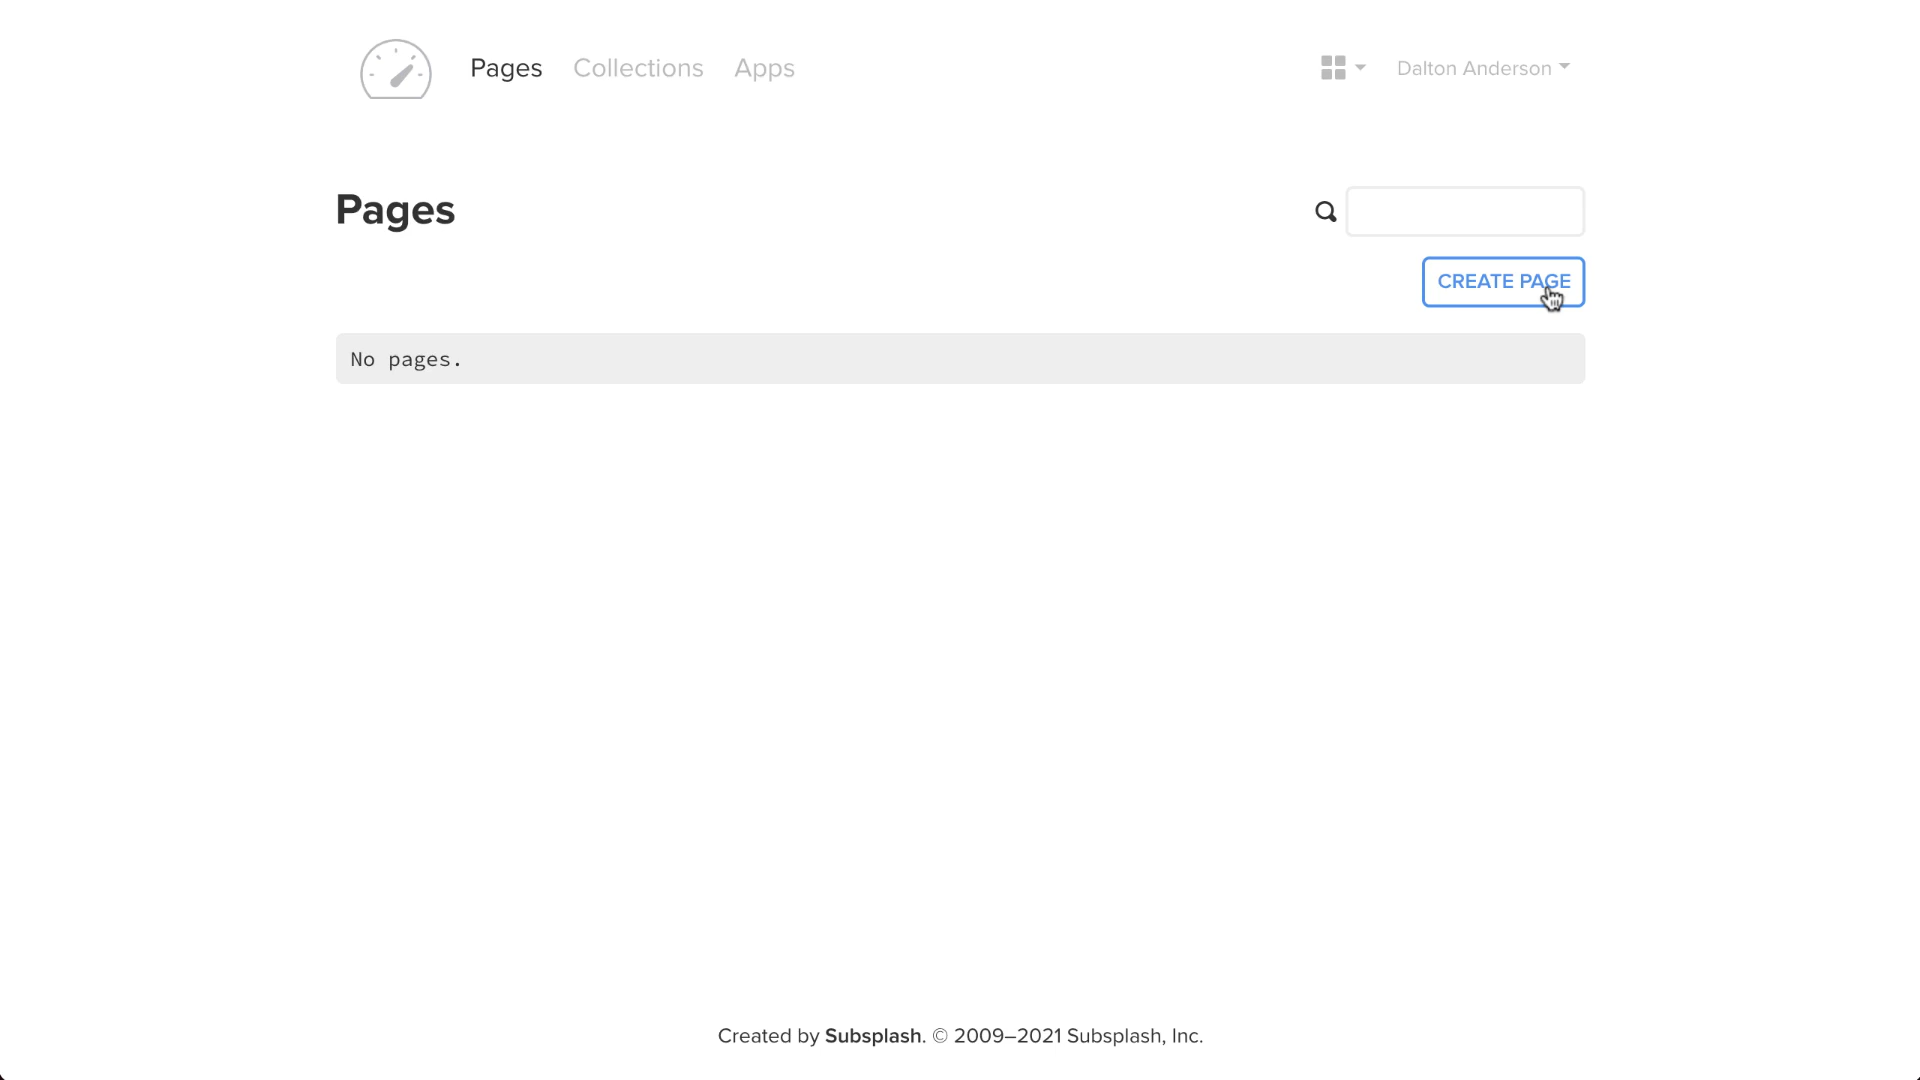 Pages Collections Apps Dalton Anderson
Pages
CREATE PAGE
No pages.
Created by Subsplash. © 2009–2021 Subsplash, Inc.